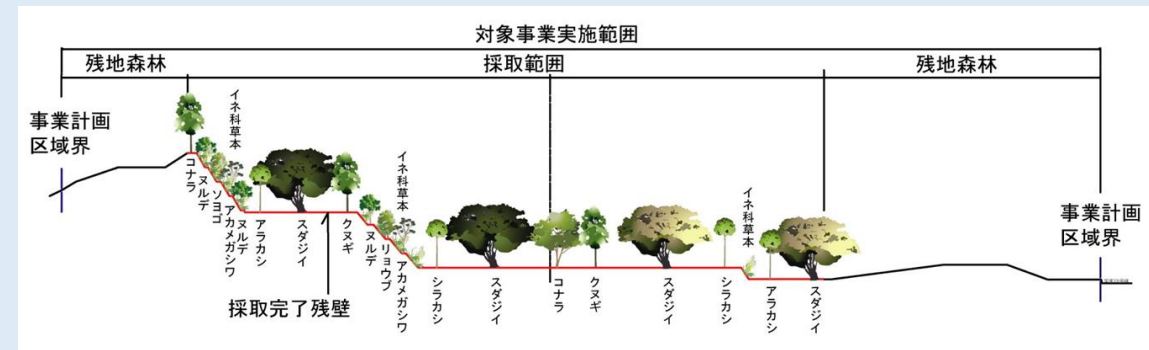 対象事業実施範囲
残地森林
採取範囲
残地森林
事業計画
区域界
イネ科草本
コナラ
ヌルデ
ソヨゴ
アカメガシワ
ヌルデ
アラカシ
スダジイ
クヌギ
ヌルデ
リョウブ
アカメガシワ
イネ科草本
シラカシ
スダジイ
コナラ
クヌギ
スダジイ
シラカシ
イネ科草本
アラカシ
スダジイ
採取完了残壁
事業計画
区域界